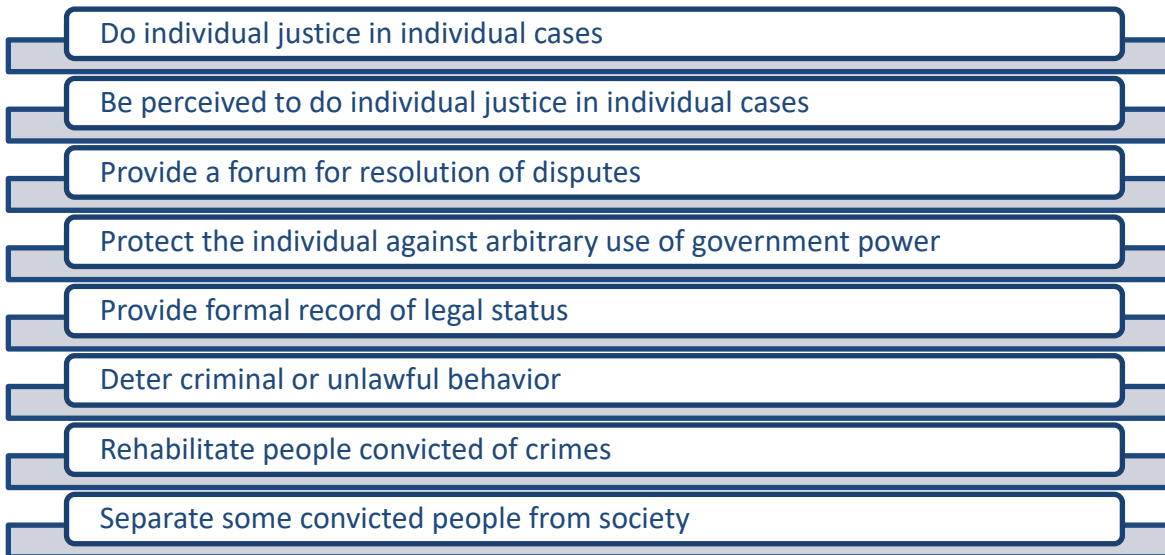 Do individual justice in individual cases
Be perceived to do individual justice in individual cases
Provide a forum for resolution of disputes
Protect the individual against arbitrary use of government power
Provide formal record of legal status
Deter criminal or unlawful behavior
Rehabilitate people convicted of crimes
Separate some convicted people from society